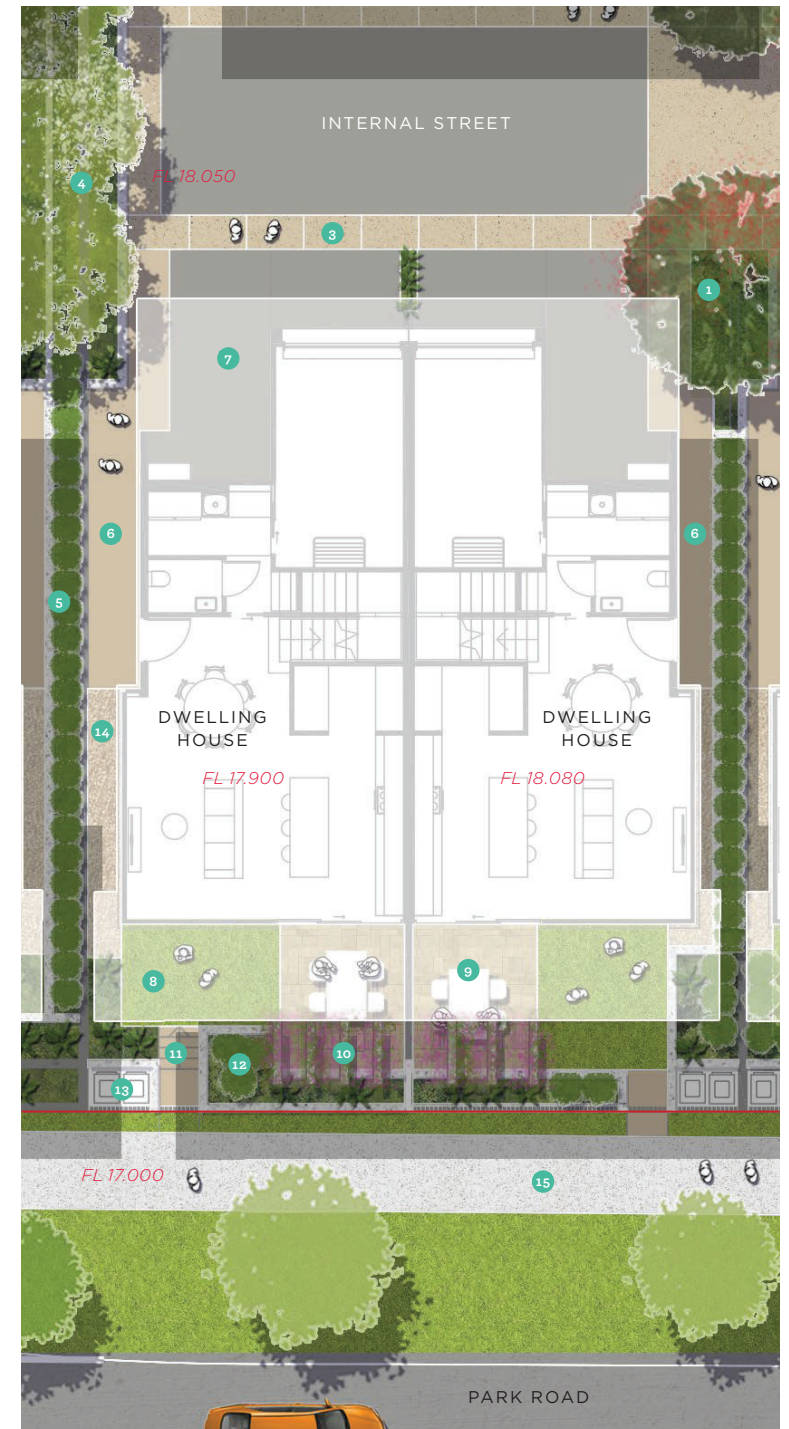 INTERNAL STREET
FL 18.050
4
3
1
7
6
6
5
14
DWELLING
HOUSE
DWELLING
HOUSE
FL 17.900
FL 18.080
8
9
11
10
12
13
FL 17.000
15
PARK ROAD